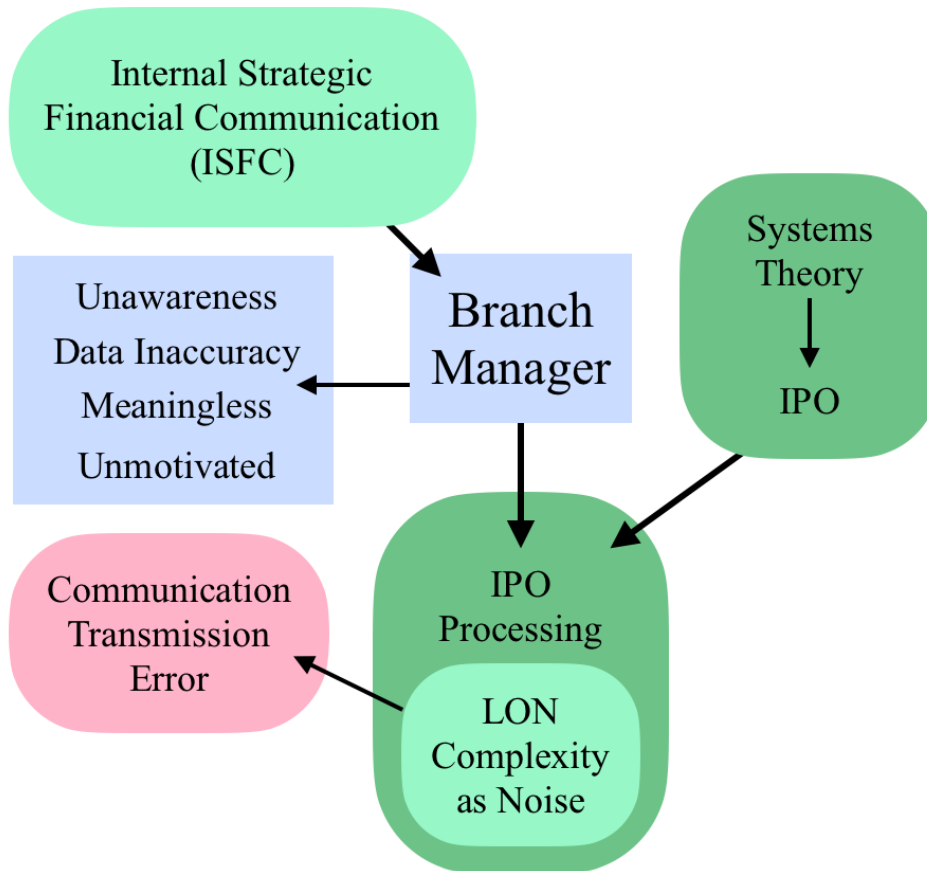 Internal Strategic
Financial Communication
(ISFC)
Systems
Theory
IPO
Branch
Manager
Unawareness
Data Inaccuracy
Meaningless
Unmotivated
IPO
Processing
LON
Complexity
as Noise
Communication
Transmission
Error